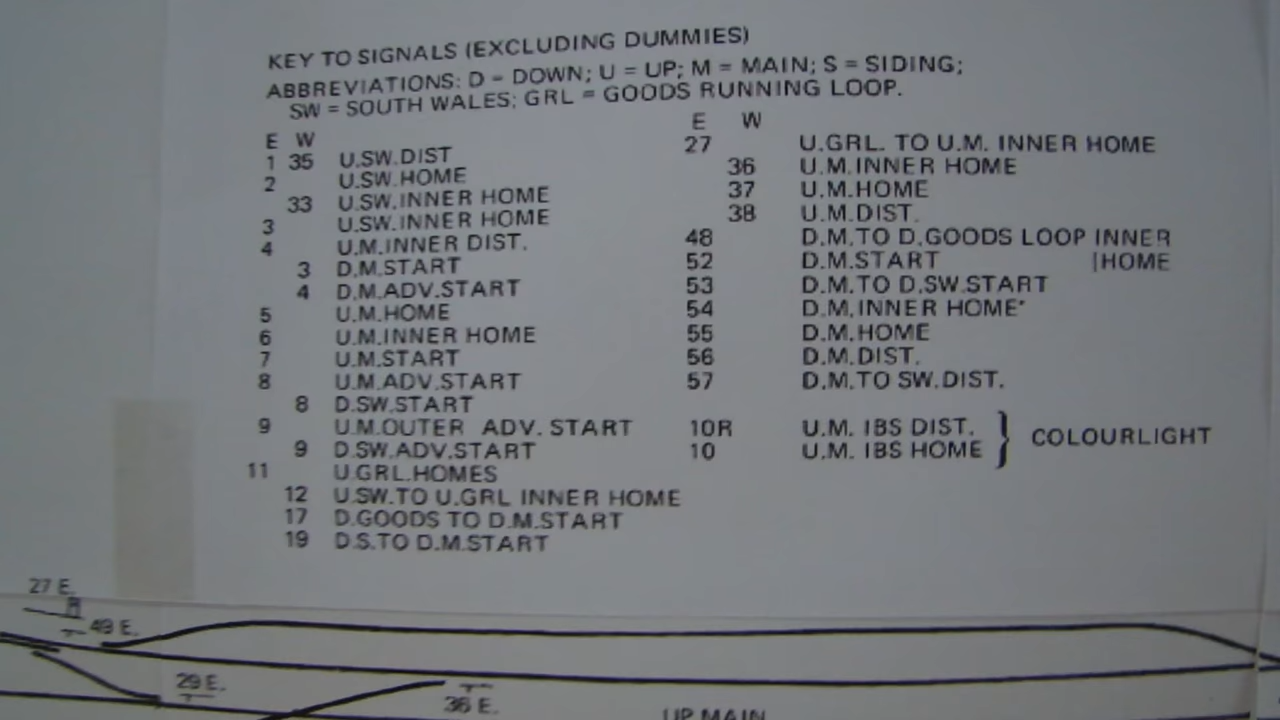 KEY TO SIGNALS (EXCLUDING DUMMIES)
ABBREVIATIONS: D = DOWN; U = UP; M = MAIN; S = SIDING;
SW = SOUTH WALES; GRL = GOODS RUNNING LOOP.
E W
1 35 U.SW.DIST
2 U.SW.HOME
33 U.SW.INNER HOME
3 U.SW.INNER HOME
4 U.M.INNER DIST.
3 D.M.START
4 D.M.ADV.START
5 U.M.HOME
6 U.M.INNER HOME
7 U.M.START
8 U.M.ADV.START
8 D.SW.START
9 U.M.OUTER ADV. START
9 D.SW.ADV.START
11 U.GRL.HOMES
12 U.SW.TO U.GRL INNER HOME
17 D.GOODS TO D.M.START
19 D.S.TO D.M.START
E W
27 U.GRL. TO U.M. INNER HOME
36 U.M.INNER HOME
37 U.M.HOME
38 U.M.DIST.
48 D.M.TO D.GOODS LOOP INNER
52 D.M.START |HOME
53 D.M.TO D.SW.START
54 D.M.INNER HOME
55 D.M.HOME
56 D.M.DIST.
57 D.M.TO SW.DIST.
10R U.M. IBS DIST.
10 U.M. IBS HOME } COLOURLIGHT
27 E.
49 E.
29 E.
36 E.
UP MAIN